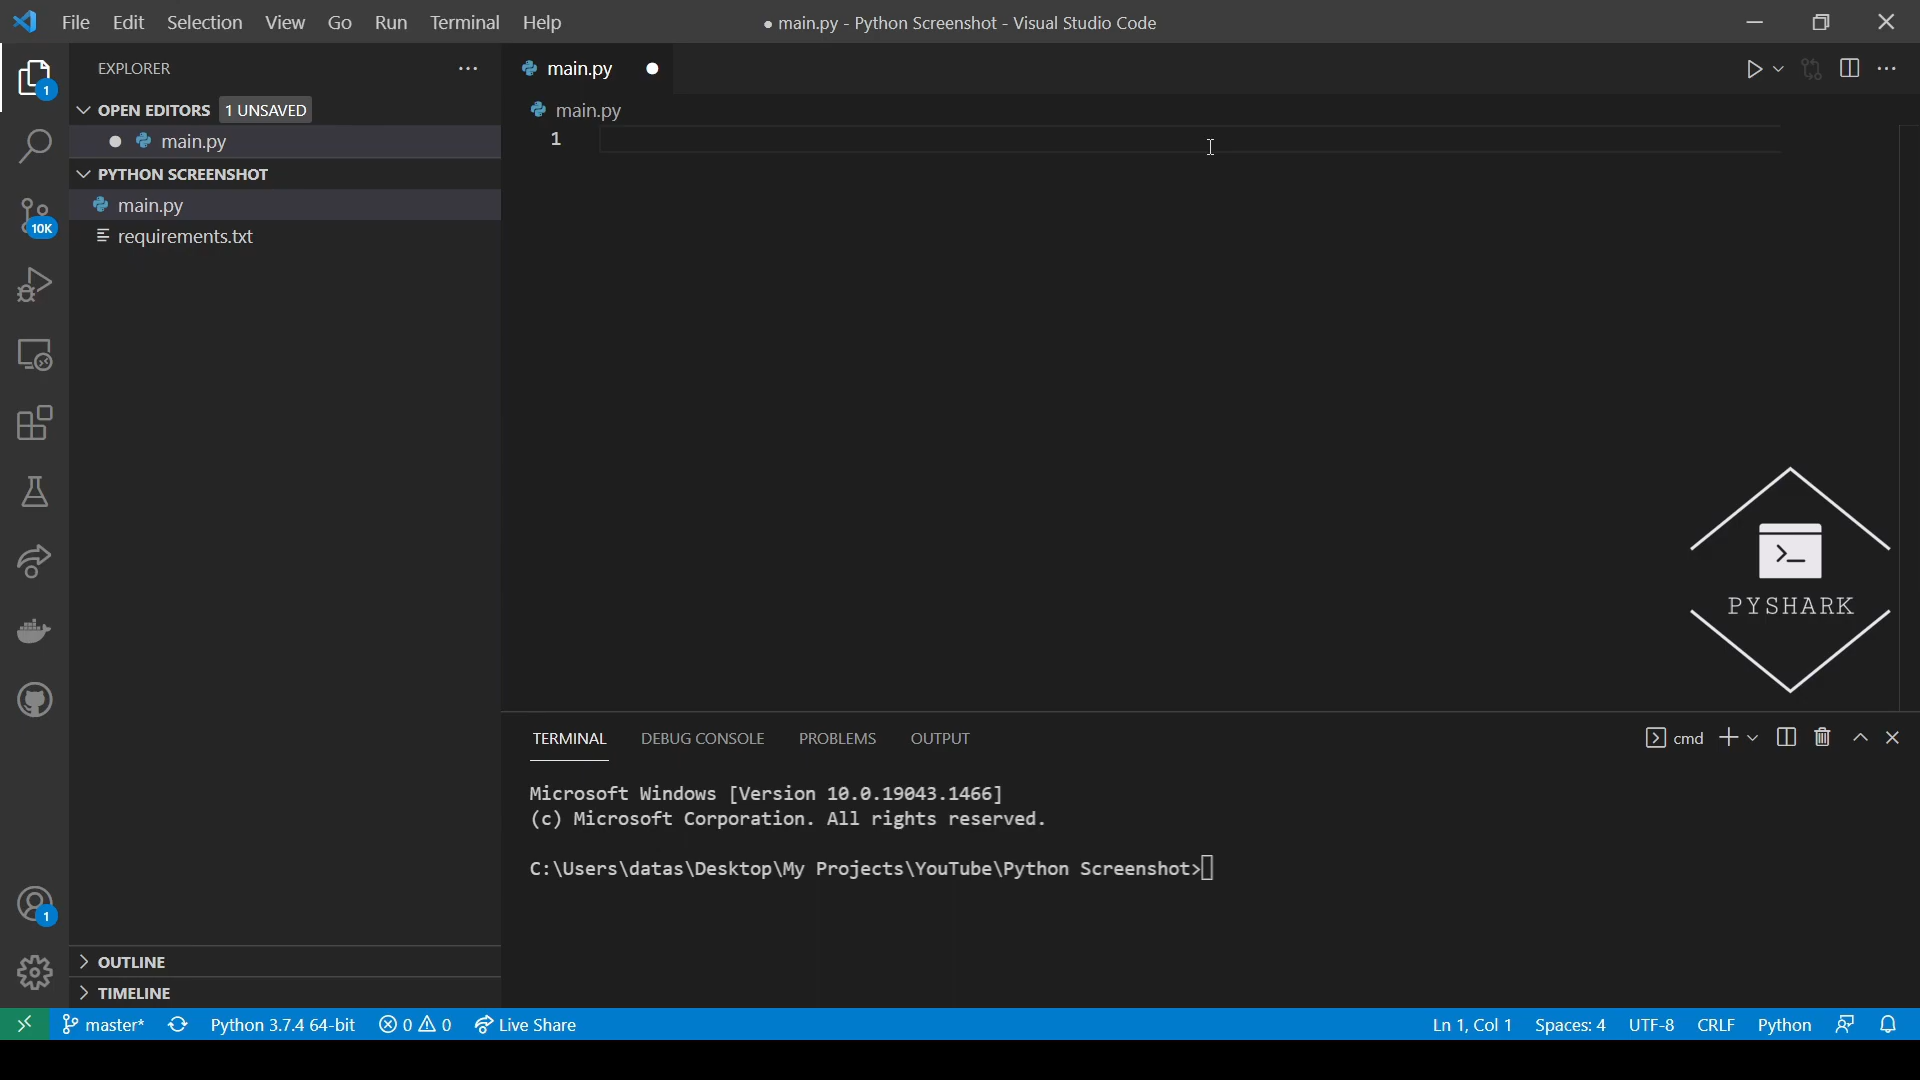 File Edit Selection View Go Run Terminal Help
● main.py - Python Screenshot - Visual Studio Code
EXPLORER
main.py
1
OPEN EDITORS 1 UNSAVED
main.py
main.py
1
PYTHON SCREENSHOT
main.py
requirements.txt
10K
>_
PYSHARK
TERMINAL DEBUG CONSOLE PROBLEMS OUTPUT
cmd
Microsoft Windows [Version 10.0.19043.1466]
(c) Microsoft Corporation. All rights reserved.
C:\Users\datas\Desktop\My Projects\YouTube\Python Screenshot>
1
OUTLINE
TIMELINE
master* Python 3.7.4 64-bit 0 0 Live Share
Ln 1, Col 1 Spaces: 4 UTF-8 CRLF Python